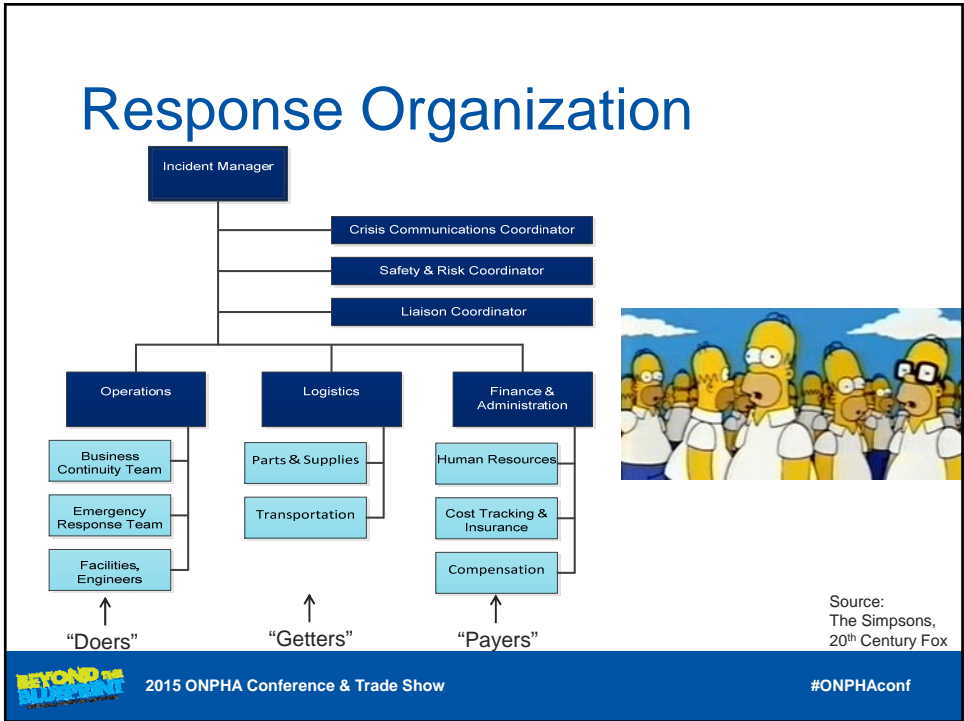 Response Organization
Incident Manager
Crisis Communications Coordinator
Safety & Risk Coordinator
Liaison Coordinator
Operations
Logistics
Finance &
Administration
Business
Continuity Team
Parts & Supplies
Human Resources
Emergency
Response Team
Transportation
Cost Tracking &
Insurance
Facilities,
Engineers
Compensation
“Doers”
“Getters”
“Payers”
Source:
The Simpsons,
20th Century Fox
BEYOND THE
BLUEPRINT
2015 ONPHA Conference & Trade Show
#ONPHAconf